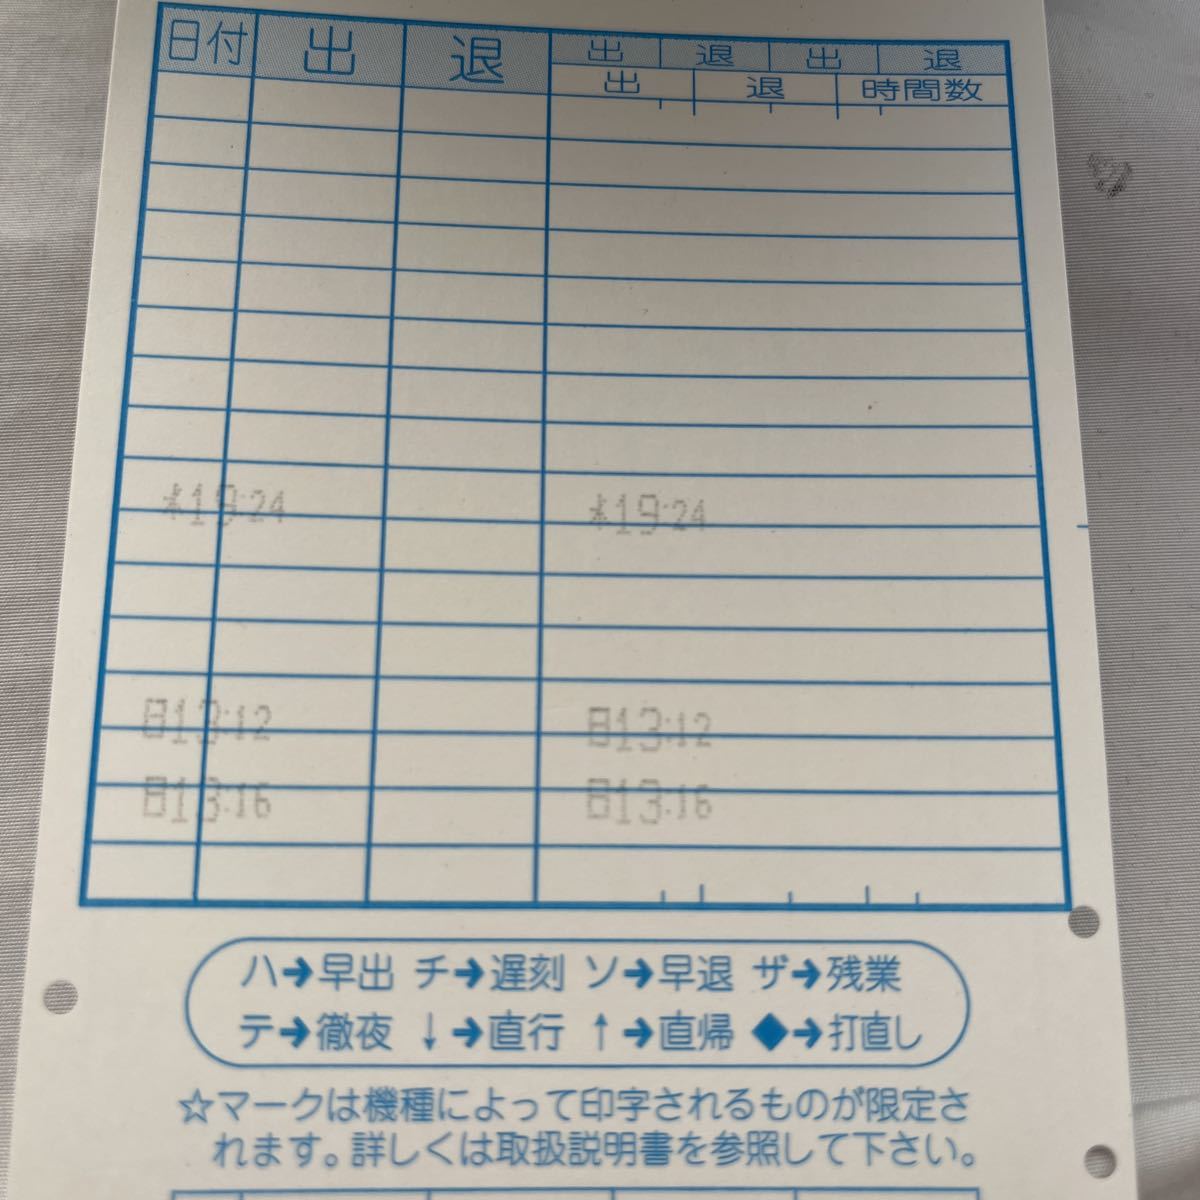 日付 出 退 出 退 出 退
出 退 時間数
木19:24 木19:24
日13:12 日13:12
日13:16 日13:16
ハ→早出 チ→遅刻 ソ→早退 ザ→残業
テ→徹夜 ↓→直行 ↑→直帰 ◆→打直し
☆マークは機種によって印字されるものが限定さ
れます。詳しくは取扱説明書を参照して下さい。